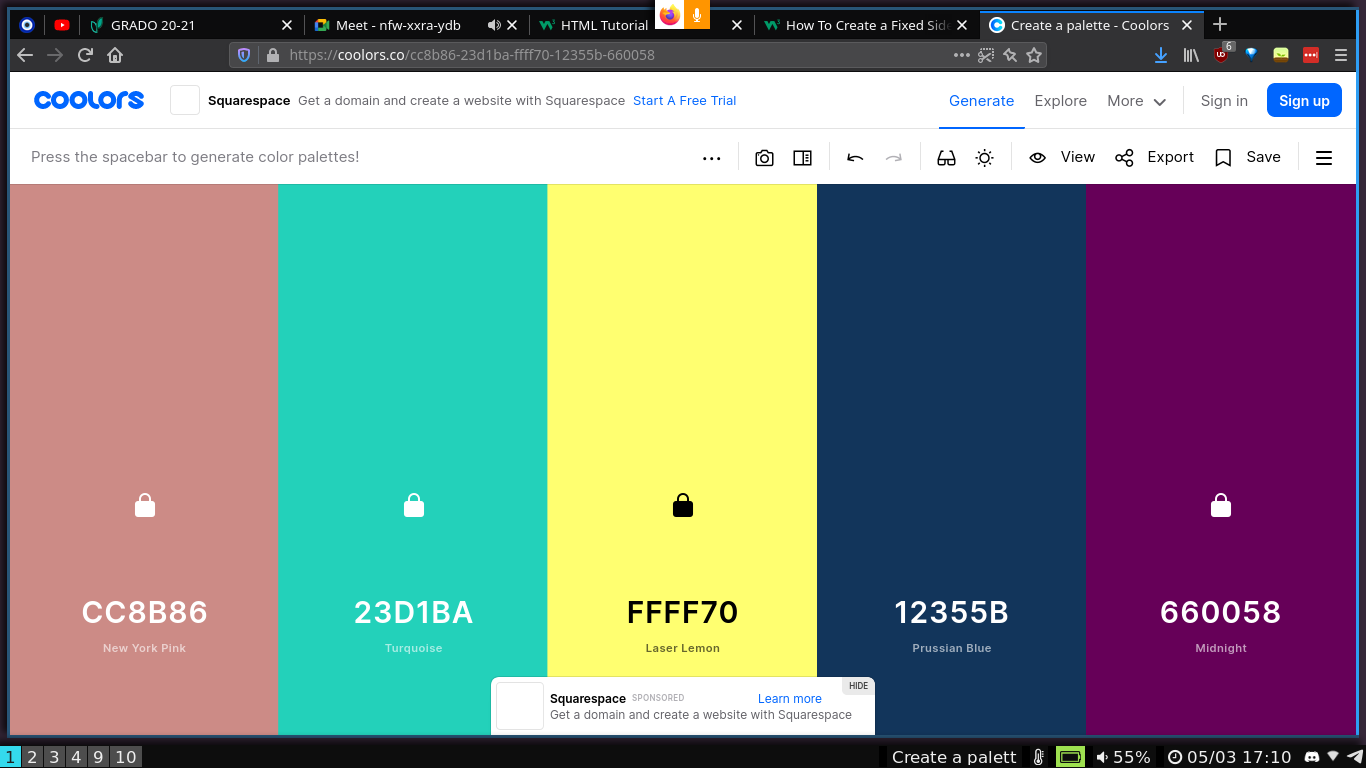 GRADO 20-21
Meet - nfw-xxra-ydb
HTML Tutorial
How To Create a Fixed Side
Create a palette - Coolors
https://coolors.co/cc8b86-23d1ba-ffff70-12355b-660058
6
coolors
Squarespace Get a domain and create a website with Squarespace Start A Free Trial
Generate
Explore
More
Sign in
Sign up
Press the spacebar to generate color palettes!
View
Export
Save
CC8B86
New York Pink
23D1BA
Turquoise
FFFF70
Laser Lemon
12355B
Prussian Blue
660058
Midnight
HIDE
Squarespace SPONSORED Learn more
Get a domain and create a website with Squarespace
1 2 3 4 9 10
Create a palett
55%
05/03 17:10